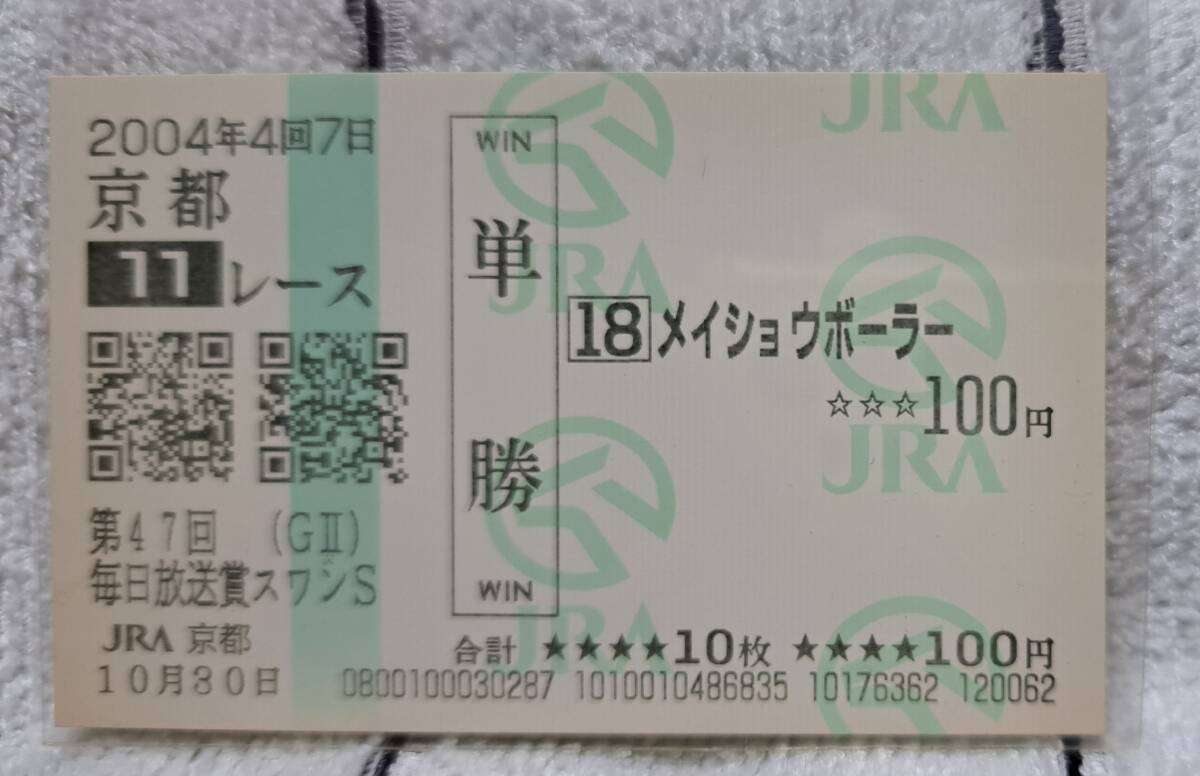 2004年4回7日
京都
11レース
第47回 (GⅡ)
毎日放送賞スワンS
JRA 京都
10月30日
WIN
単勝
WIN
18メイショウボーラー
☆☆☆100円
合計 ★★★★10枚 ★★★★100円
0800100030287 1010010486835 10176362 120062
JRA
JRA
JRA
JRA